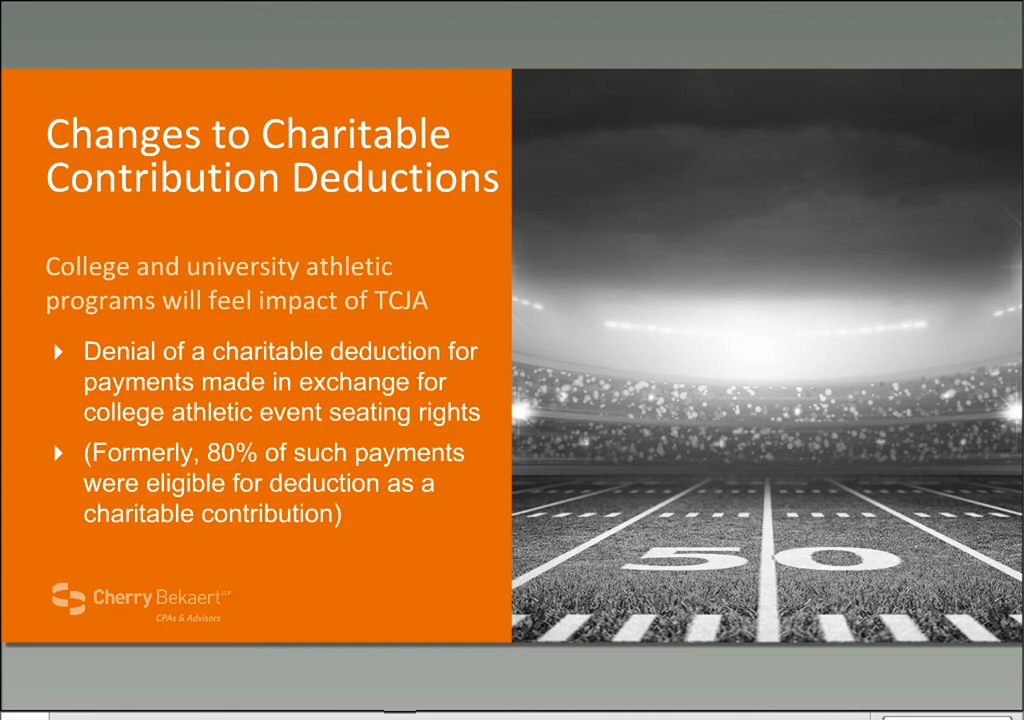 Changes to Charitable
Contribution Deductions
College and university athletic
programs will feel impact of TCJA
Denial of a charitable deduction for
payments made in exchange for
college athletic event seating rights
(Formerly, 80% of such payments
were eligible for deduction as a
charitable contribution)
Cherry Bekaert LLP
CPAs & Advisors
50